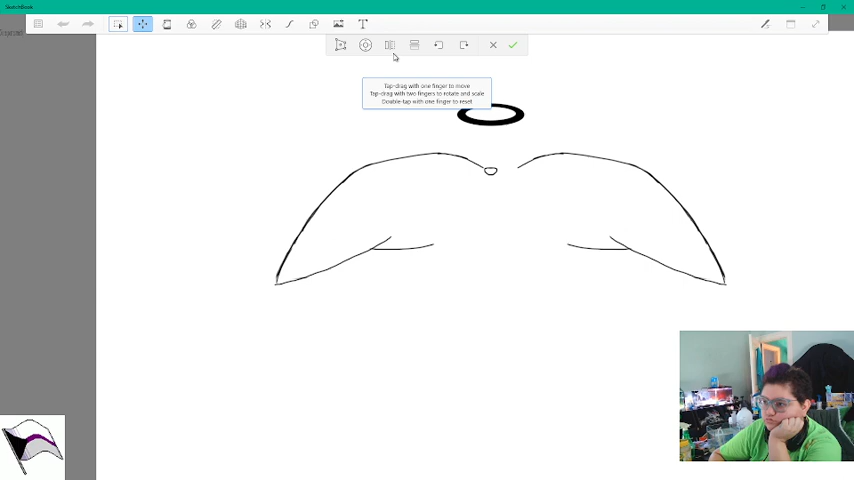 SketchBook
Tap-drag with one finger to move
Tap-drag with two fingers to rotate and scale
Double-tap with one finger to reset